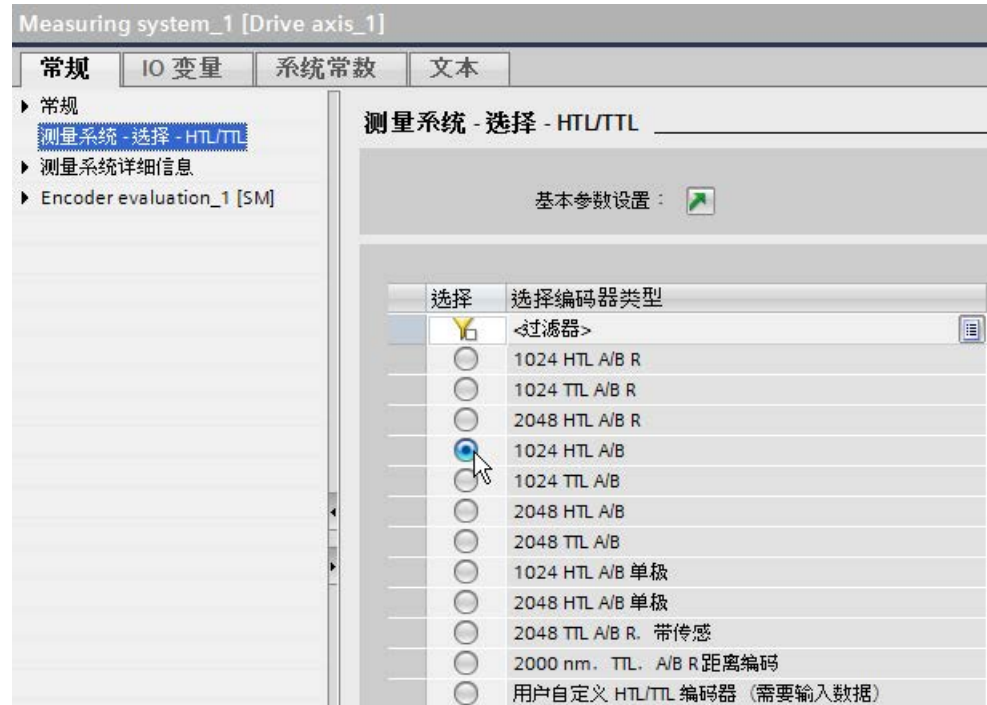 Measuring system_1 [Drive axis_1]
常规 IO 变量 系统常数 文本
常规
测量系统 - 选择 - HTL/TTL
测量系统详细信息
Encoder evaluation_1 [SM]
测量系统 - 选择 - HTL/TTL
基本参数设置：
选择 选择编码器类型
<过滤器>
1024 HTL A/B R
1024 TTL A/B R
2048 HTL A/B R
1024 HTL A/B
1024 TTL A/B
2048 HTL A/B
2048 TTL A/B
1024 HTL A/B 单极
2048 HTL A/B 单极
2048 TTL A/B R，带传感
2000 nm，TTL，A/B R距离编码
用户自定义 HTL/TTL 编码器（需要输入数据）